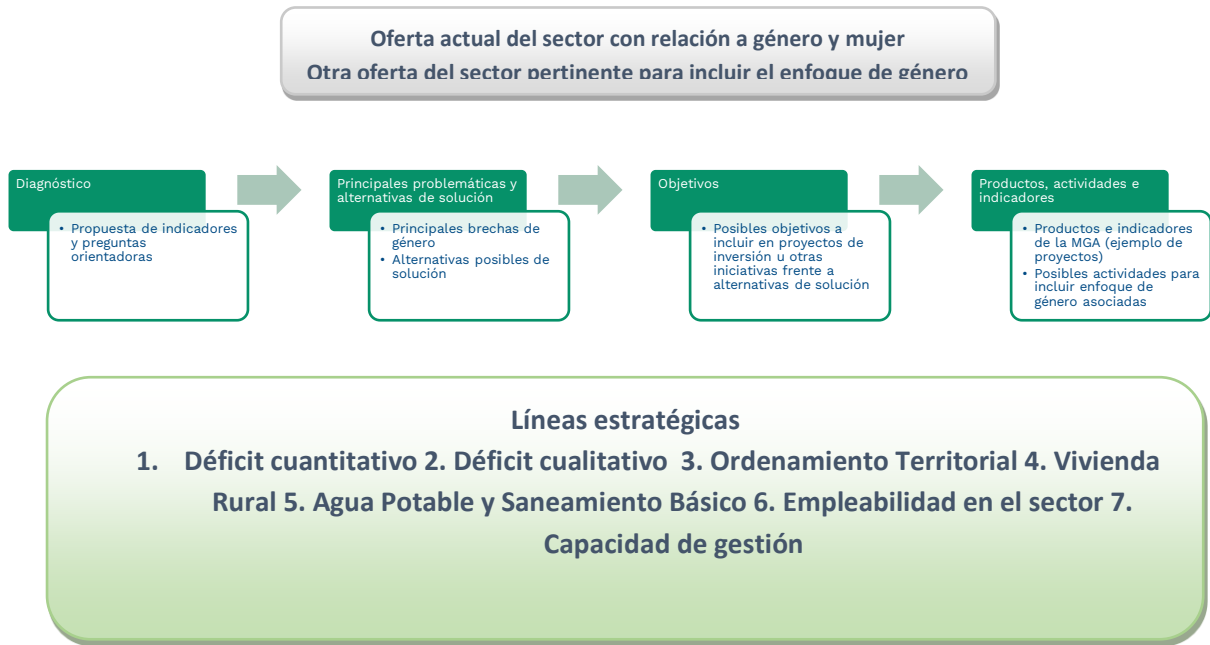 Oferta actual del sector con relación a género y mujer
Otra oferta del sector pertinente para incluir el enfoque de género
Diagnóstico
• Propuesta de indicadores
y preguntas
orientadoras
Principales problemáticas y
alternativas de solución
• Principales brechas de
género
• Alternativas posibles de
solución
Objetivos
• Posibles objetivos a
incluir en proyectos de
inversión u otras
iniciativas frente a
alternativas de solución
Productos, actividades e
indicadores
• Productos e indicadores
de la MGA (ejemplo de
proyectos)
• Posibles actividades para
incluir enfoque de
género asociadas
Líneas estratégicas
1. Déficit cuantitativo 2. Déficit cualitativo 3. Ordenamiento Territorial 4. Vivienda
Rural 5. Agua Potable y Saneamiento Básico 6. Empleabilidad en el sector 7.
Capacidad de gestión